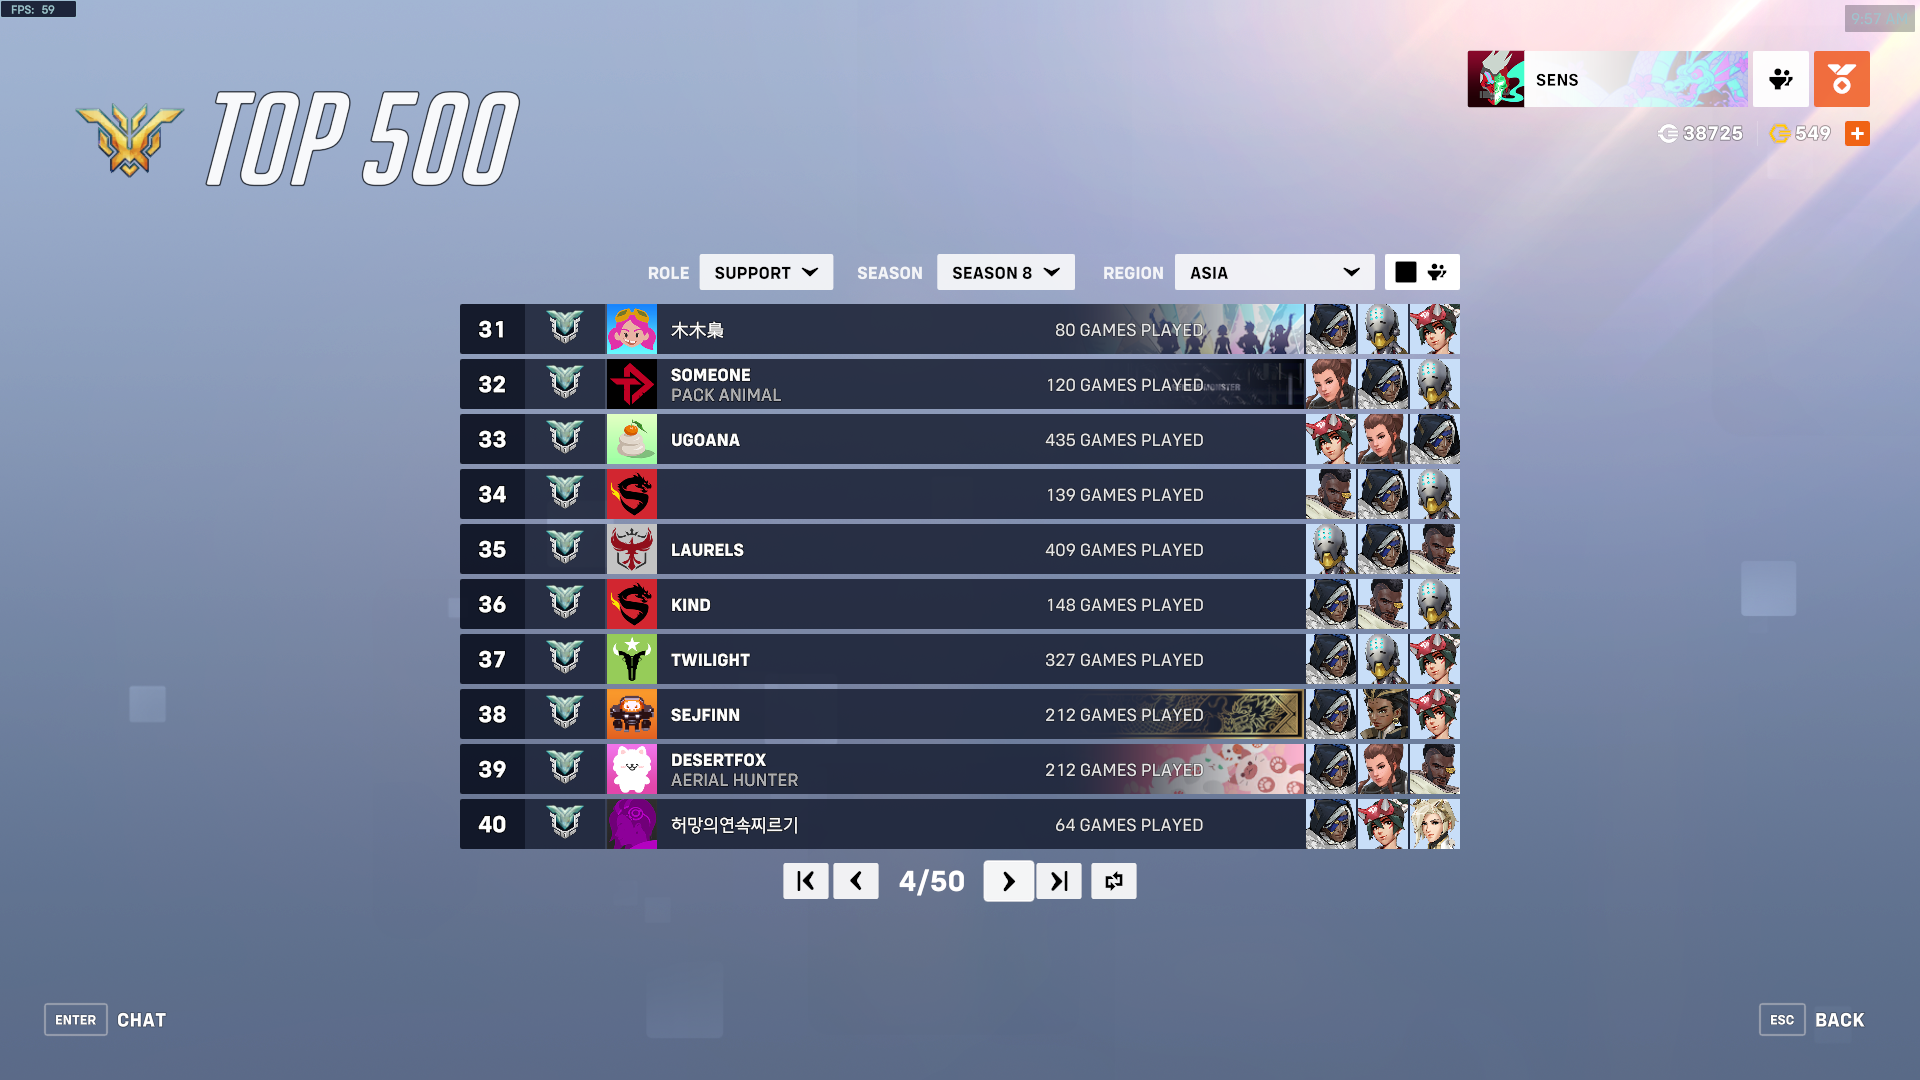 FPS: 59
9:57 AM
SENS
38725
549
TOP 500
ROLE
SUPPORT
SEASON
SEASON 8
REGION
ASIA
31
木木梟
80 GAMES PLAYED
32
SOMEONE
PACK ANIMAL
120 GAMES PLAYED
33
UGOANA
435 GAMES PLAYED
34
139 GAMES PLAYED
35
LAURELS
409 GAMES PLAYED
36
KIND
148 GAMES PLAYED
37
TWILIGHT
327 GAMES PLAYED
38
SEJFINN
212 GAMES PLAYED
39
DESERTFOX
AERIAL HUNTER
212 GAMES PLAYED
40
허망의연속찌르기
64 GAMES PLAYED
4/50
ENTER
CHAT
ESC
BACK